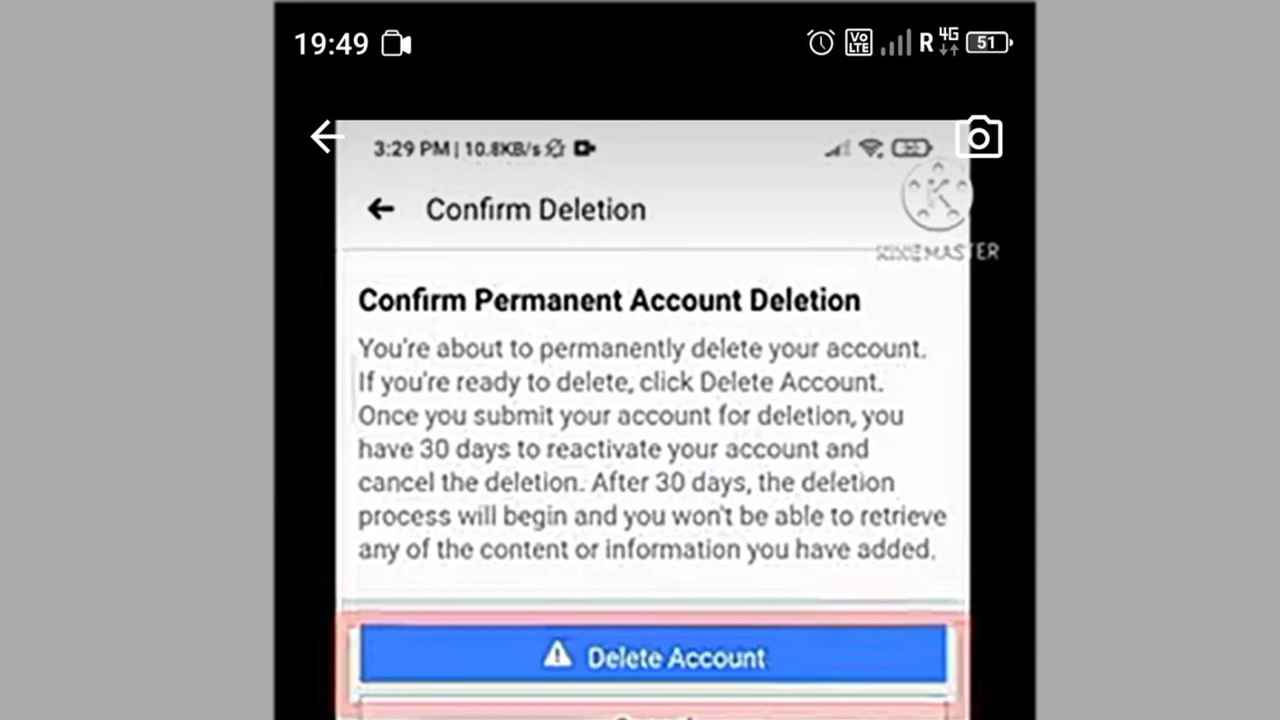 19:49 VO LTE R 4G 51
3:29 PM | 10.8KB/s
Confirm Deletion
KINEMASTER
Confirm Permanent Account Deletion
You're about to permanently delete your account.
If you're ready to delete, click Delete Account.
Once you submit your account for deletion, you
have 30 days to reactivate your account and
cancel the deletion. After 30 days, the deletion
process will begin and you won't be able to retrieve
any of the content or information you have added.
Delete Account